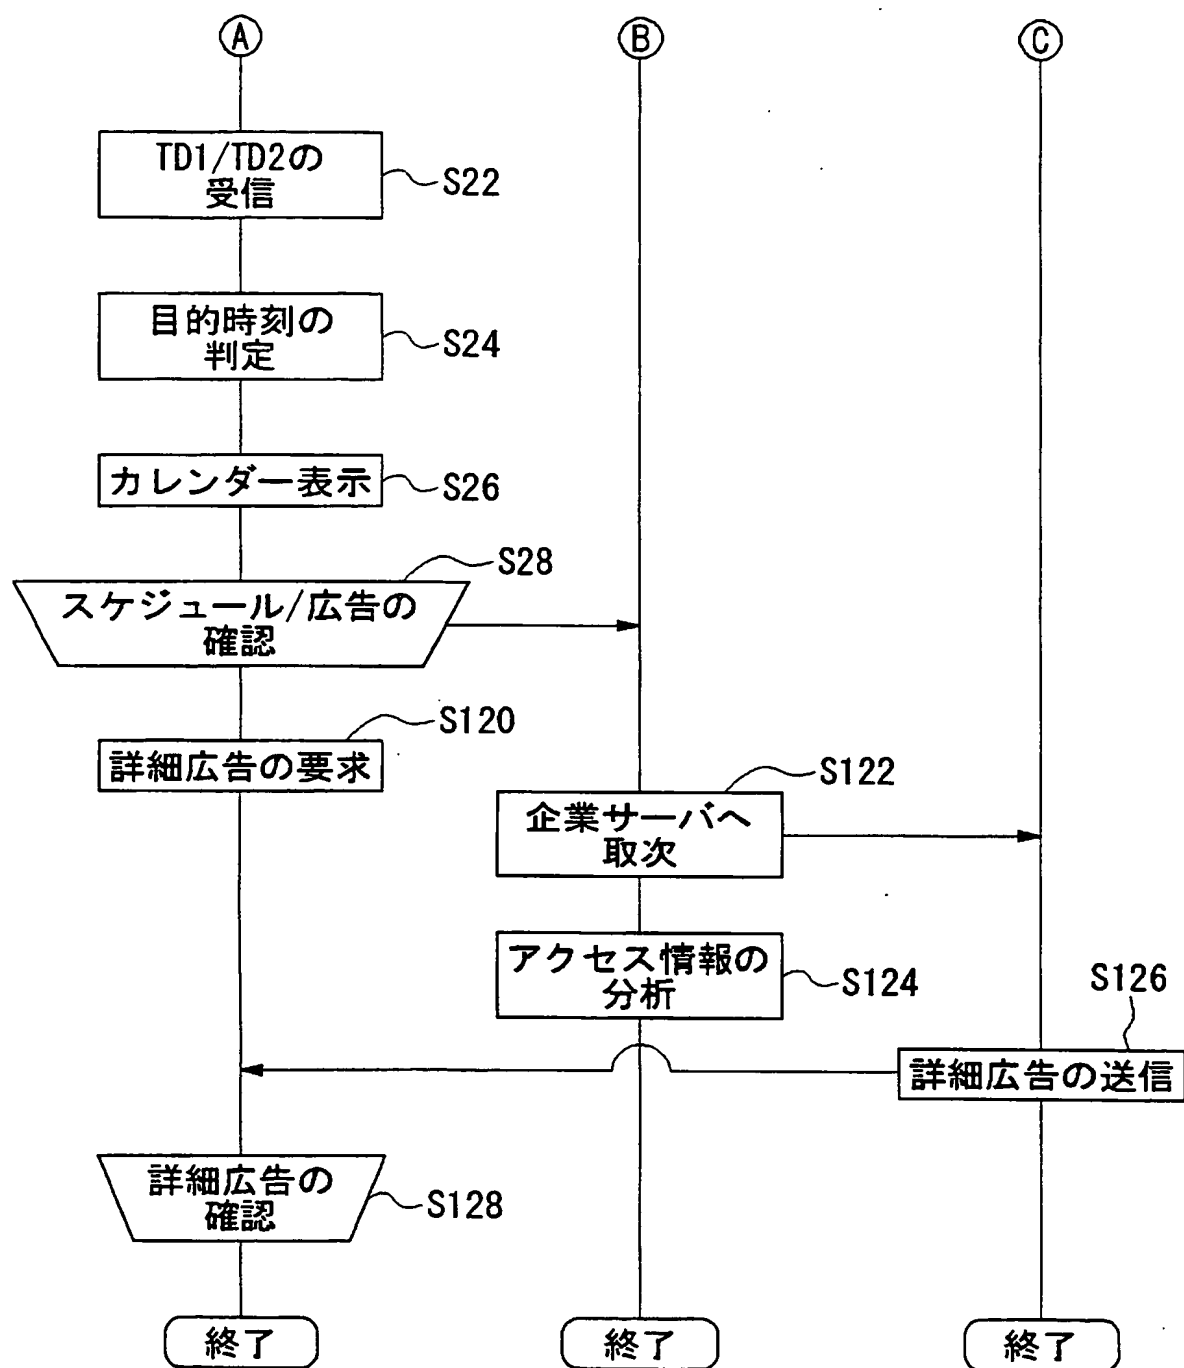 A
B
C
TD1/TD2の
受信
S22
目的時刻の
判定
S24
カレンダー表示
S26
S28
スケジュール/広告の
確認
S120
詳細広告の要求
S122
企業サーバへ
取次
アクセス情報の
分析
S124
S126
詳細広告の送信
詳細広告の
確認
S128
終了
終了
終了